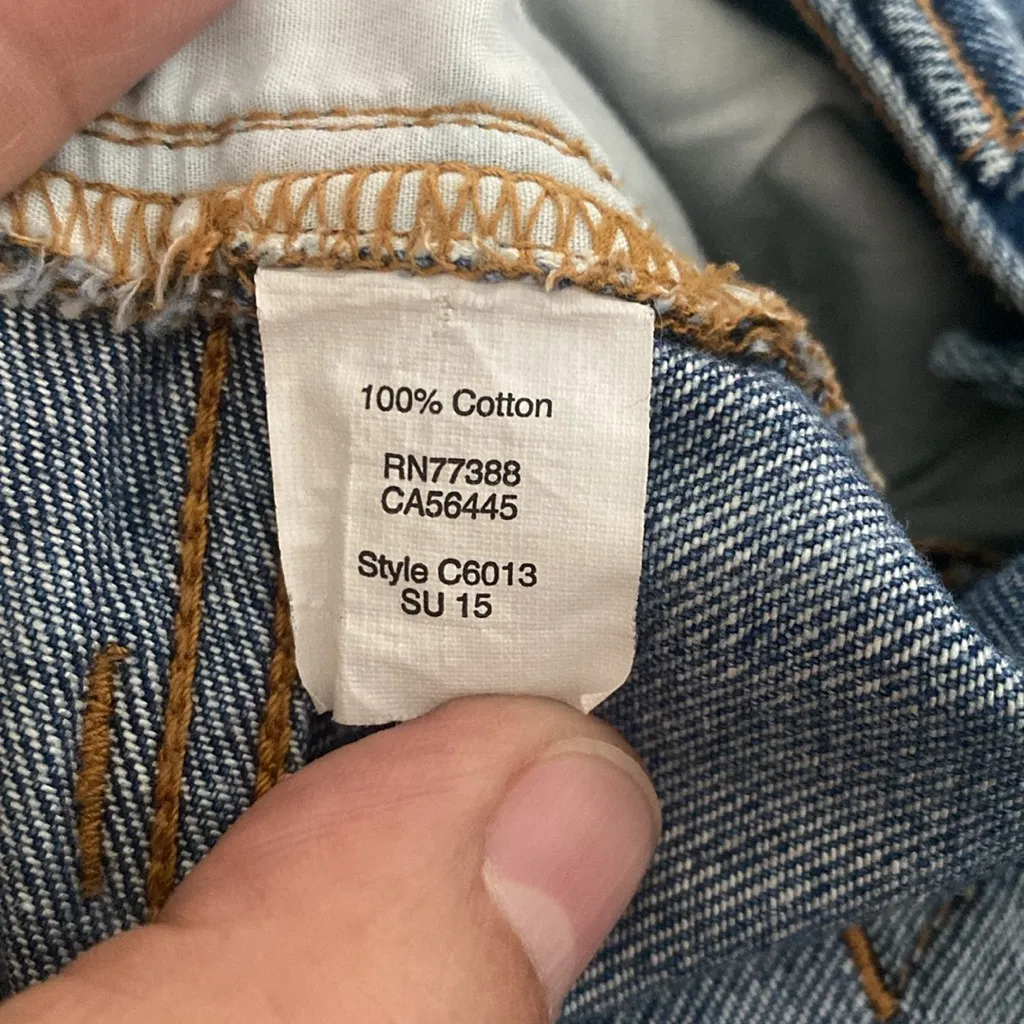 100% Cotton
RN77388
CA56445
Style C6013
SU 15